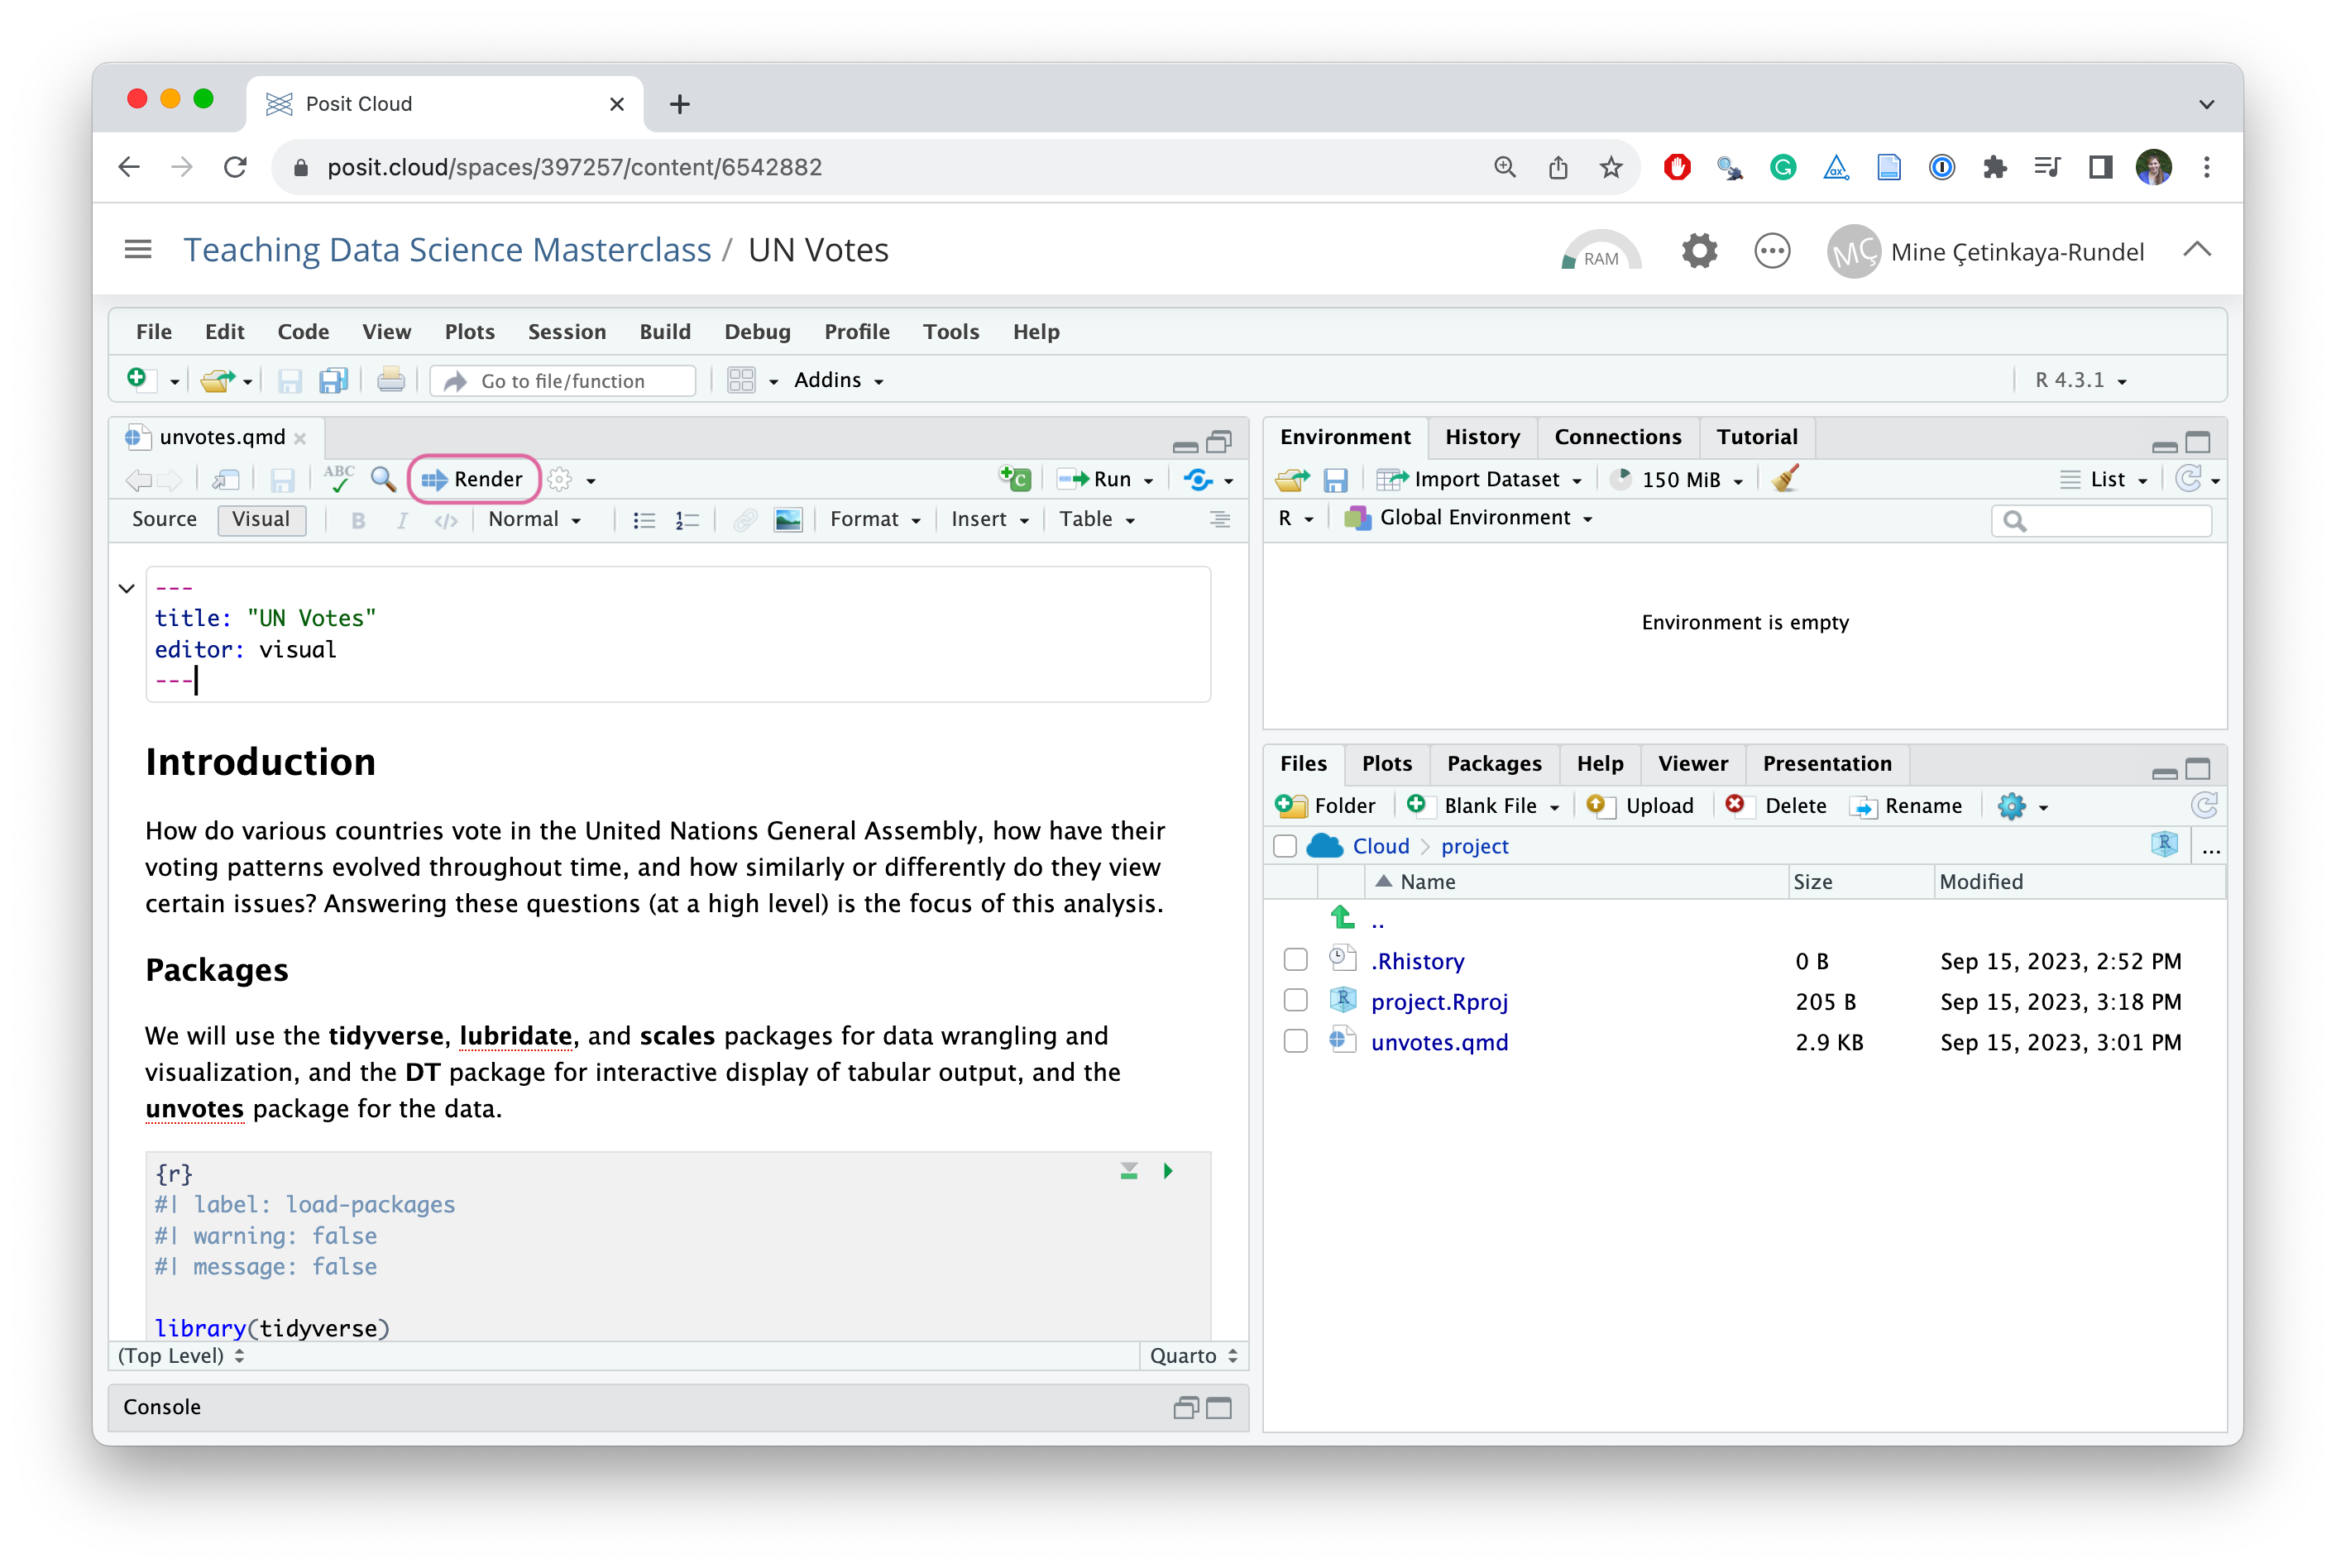 Posit Cloud
posit.cloud/spaces/397257/content/6542882
Teaching Data Science Masterclass / UN Votes
RAM
MÇ Mine Çetinkaya-Rundel
File Edit Code View Plots Session Build Debug Profile Tools Help
Go to file/function Addins
R 4.3.1
unvotes.qmd
ABC Render Run
Source Visual B I </> Normal Format Insert Table
---
title: "UN Votes"
editor: visual
---
Introduction
How do various countries vote in the United Nations General Assembly, how have their
voting patterns evolved throughout time, and how similarly or differently do they view
certain issues? Answering these questions (at a high level) is the focus of this analysis.
Packages
We will use the tidyverse, lubridate, and scales packages for data wrangling and
visualization, and the DT package for interactive display of tabular output, and the
unvotes package for the data.
{r}
#| label: load-packages
#| warning: false
#| message: false
library(tidyverse)
(Top Level) Quarto
Console
Environment History Connections Tutorial
Import Dataset 150 MiB List
R Global Environment
Environment is empty
Files Plots Packages Help Viewer Presentation
Folder Blank File Upload Delete Rename
Cloud project R ...
Name Size Modified
..
.Rhistory 0 B Sep 15, 2023, 2:52 PM
project.Rproj 205 B Sep 15, 2023, 3:18 PM
unvotes.qmd 2.9 KB Sep 15, 2023, 3:01 PM